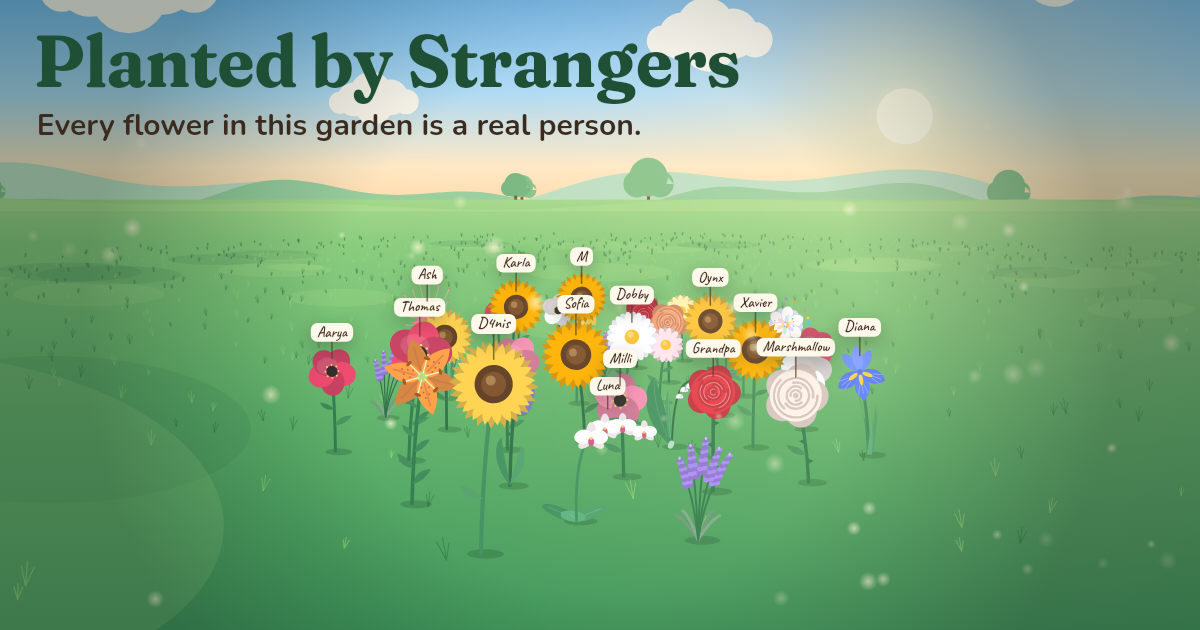 Planted by Strangers
Every flower in this garden is a real person.
M
Karla
Ash
Oynx
Dobby
Sofia
Xavier
Thomas
D4nis
Diana
Aarya
Marshmallow
Grandpa
Milli
Luna